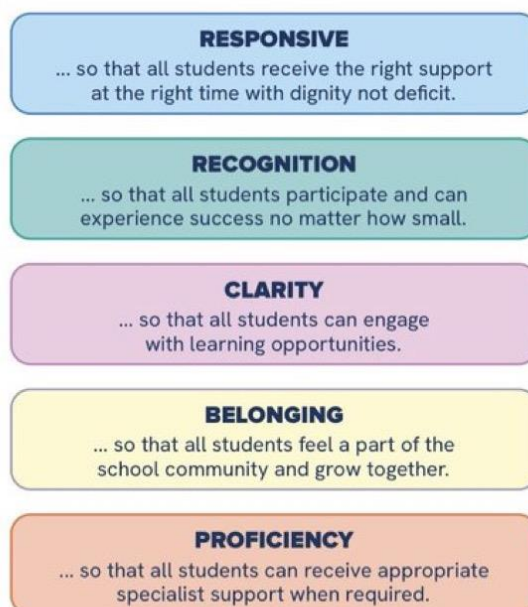 RESPONSIVE
... so that all students receive the right support
at the right time with dignity not deficit.
RECOGNITION
... so that all students participate and can
experience success no matter how small.
CLARITY
... so that all students can engage
with learning opportunities.
BELONGING
... so that all students feel a part of the
school community and grow together.
PROFICIENCY
... so that all students can receive appropriate
specialist support when required.